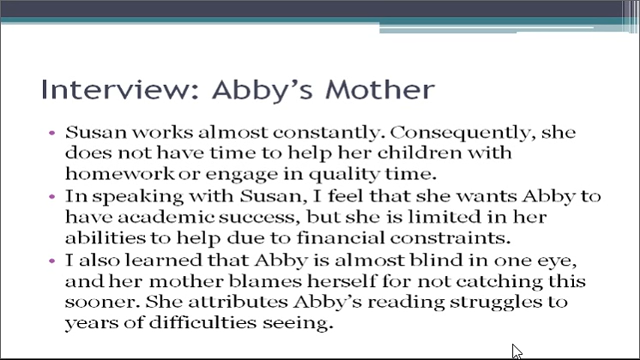 Interview: Abby's Mother
• Susan works almost constantly. Consequently, she
does not have time to help her children with
homework or engage in quality time.
• In speaking with Susan, I feel that she wants Abby to
have academic success, but she is limited in her
abilities to help due to financial constraints.
• I also learned that Abby is almost blind in one eye,
and her mother blames herself for not catching this
sooner. She attributes Abby's reading struggles to
years of difficulties seeing.